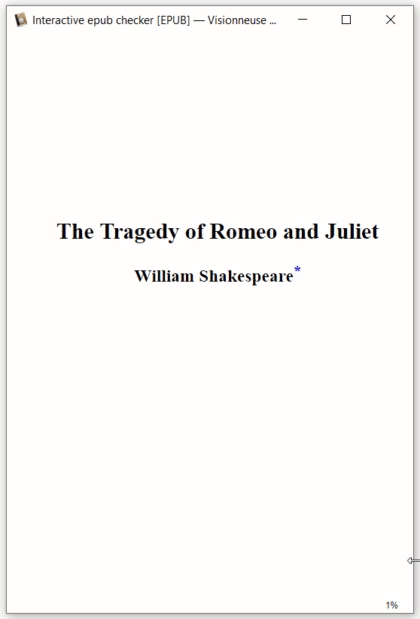 Interactive epub checker [EPUB] — Visionneuse ...
The Tragedy of Romeo and Juliet
William Shakespeare*
1%